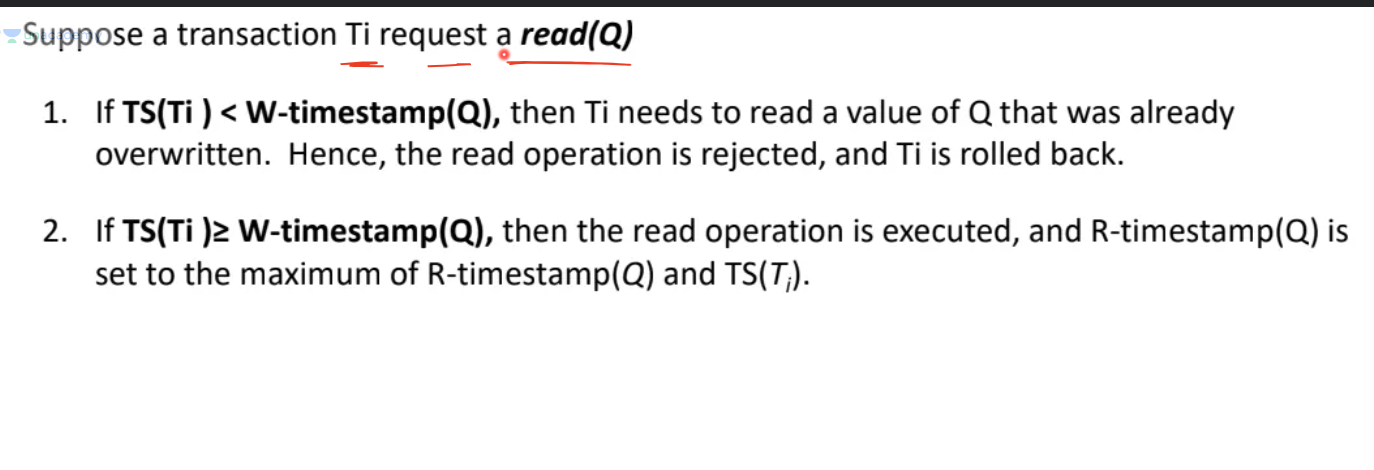 Suppose a transaction Ti request a read(Q)
1. If TS(Ti ) < W-timestamp(Q), then Ti needs to read a value of Q that was already
overwritten. Hence, the read operation is rejected, and Ti is rolled back.
2. If TS(Ti )≥ W-timestamp(Q), then the read operation is executed, and R-timestamp(Q) is
set to the maximum of R-timestamp(Q) and TS(Ti).